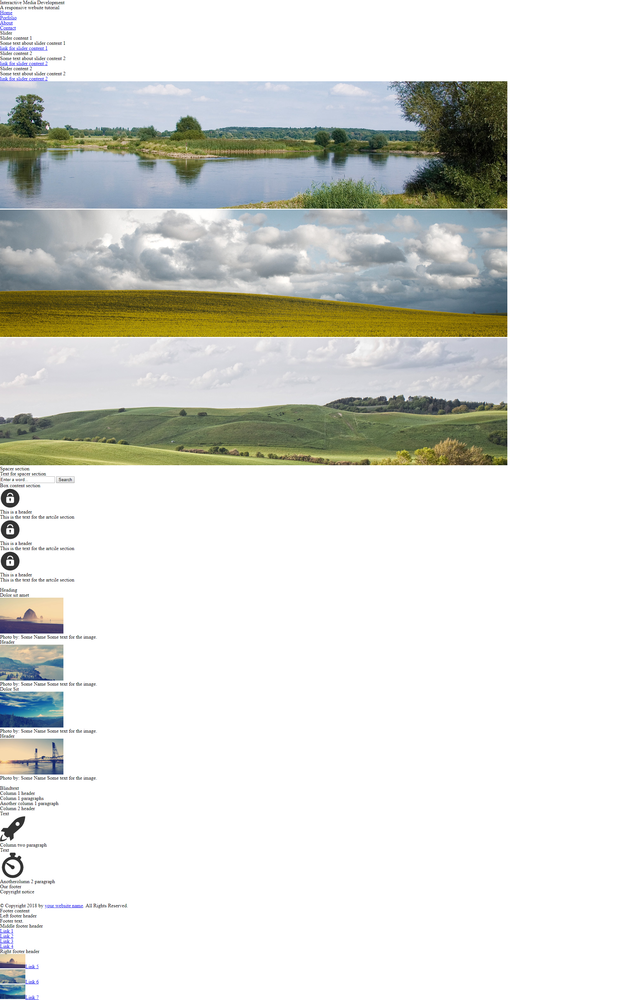 Interactive Media Development
A responsive website tutorial
Home
Porfolio
About
Contact
Slider
Slider content 1
Some text about slider content 1
link for slider content 1
Slider content 2
Some text about slider content 2
link for slider content 2
Slider content 2
Some text about slider content 2
link for slider content 2
Spacer section
Text for spacer section
Enter a word... Search
Box content section
This is a header
This is the text for the artcile section
This is a header
This is the text for the artcile section
This is a header
This is the text for the artcile section
Heading
Dolor sit amet
Photo by: Some Name Some text for the image.
Header
Photo by: Some Name Some text for the image.
Dolor Sit
Photo by: Some Name Some text for the image.
Header
Photo by: Some Name Some text for the image.
Blindtext
Column 1 header
Column 1 paragraphs
Another column 1 paragraph
Column 2 header
Text
Column two paragraph
Text
Anotherolumn 2 paragraph
Our footer
Copyright notice
© Copyright 2018 by your website name. All Rights Reserved.
Footer content
Left footer header
Footer text.
Middle footer header
Link 1
Link 2
Link 3
Link 4
Right footer header
Link 5
Link 6
Link 7